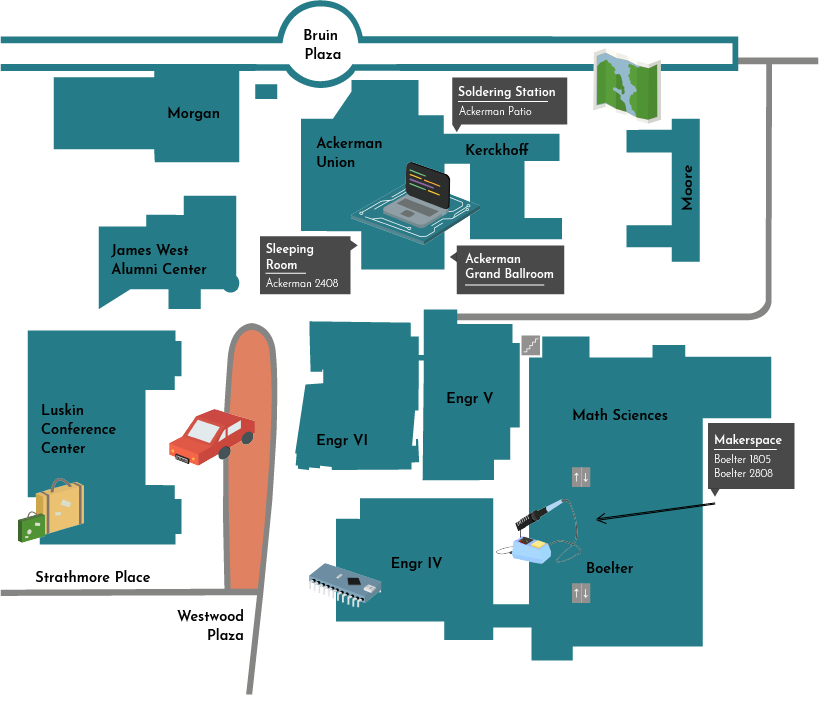 Bruin
Plaza
Morgan
Soldering Station
Ackerman Patio
Ackerman
Union
Kerckhoff
Moore
James West
Alumni Center
Sleeping
Room
Ackerman 2408
Ackerman
Grand Ballroom
Luskin
Conference
Center
Engr VI
Engr V
Math Sciences
Makerspace
Boelter 1805
Boelter 2808
Engr IV
Boelter
Strathmore Place
Westwood
Plaza